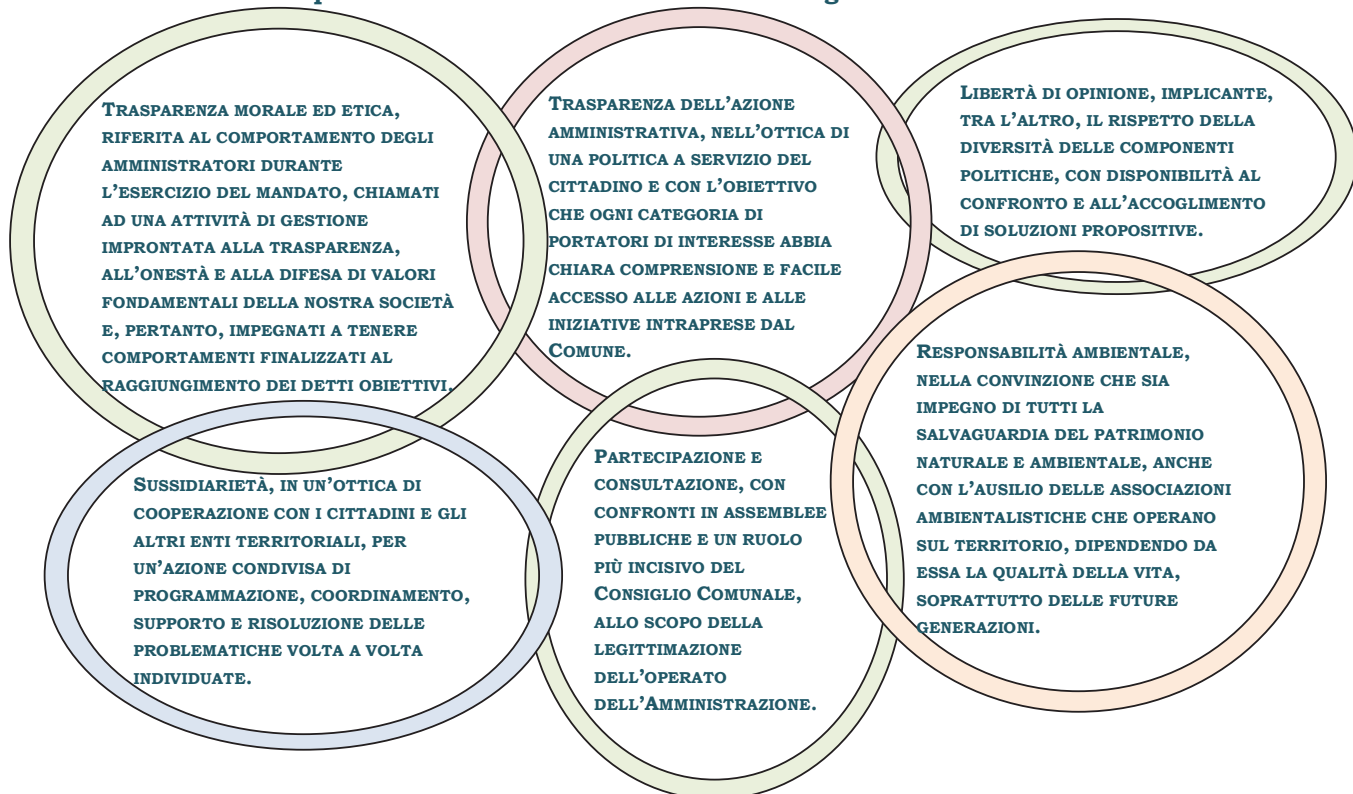 Trasparenza morale ed etica,
riferita al comportamento degli
amministratori durante
l'esercizio del mandato, chiamati
ad una attività di gestione
improntata alla trasparenza,
all'onestà e alla difesa di valori
fondamentali della nostra società
e, pertanto, impegnati a tenere
comportamenti finalizzati al
raggiungimento dei detti obiettivi.
Trasparenza dell'azione
amministrativa, nell'ottica di
una politica a servizio del
cittadino e con l'obiettivo
che ogni categoria di
portatori di interesse abbia
chiara comprensione e facile
accesso alle azioni e alle
iniziative intraprese dal
Comune.
Libertà di opinione, implicante,
tra l'altro, il rispetto della
diversità delle componenti
politiche, con disponibilità al
confronto e all'accoglimento
di soluzioni propositive.
Sussidiarietà, in un'ottica di
cooperazione con i cittadini e gli
altri enti territoriali, per
un'azione condivisa di
programmazione, coordinamento,
supporto e risoluzione delle
problematiche volta a volta
individuate.
Partecipazione e
consultazione, con
confronti in assemblee
pubbliche e un ruolo
più incisivo del
Consiglio Comunale,
allo scopo della
legittimazione
dell'operato
dell'Amministrazione.
Responsabilità ambientale,
nella convinzione che sia
impegno di tutti la
salvaguardia del patrimonio
naturale e ambientale, anche
con l'ausilio delle associazioni
ambientalistiche che operano
sul territorio, dipendendo da
essa la qualità della vita,
soprattutto delle future
generazioni.